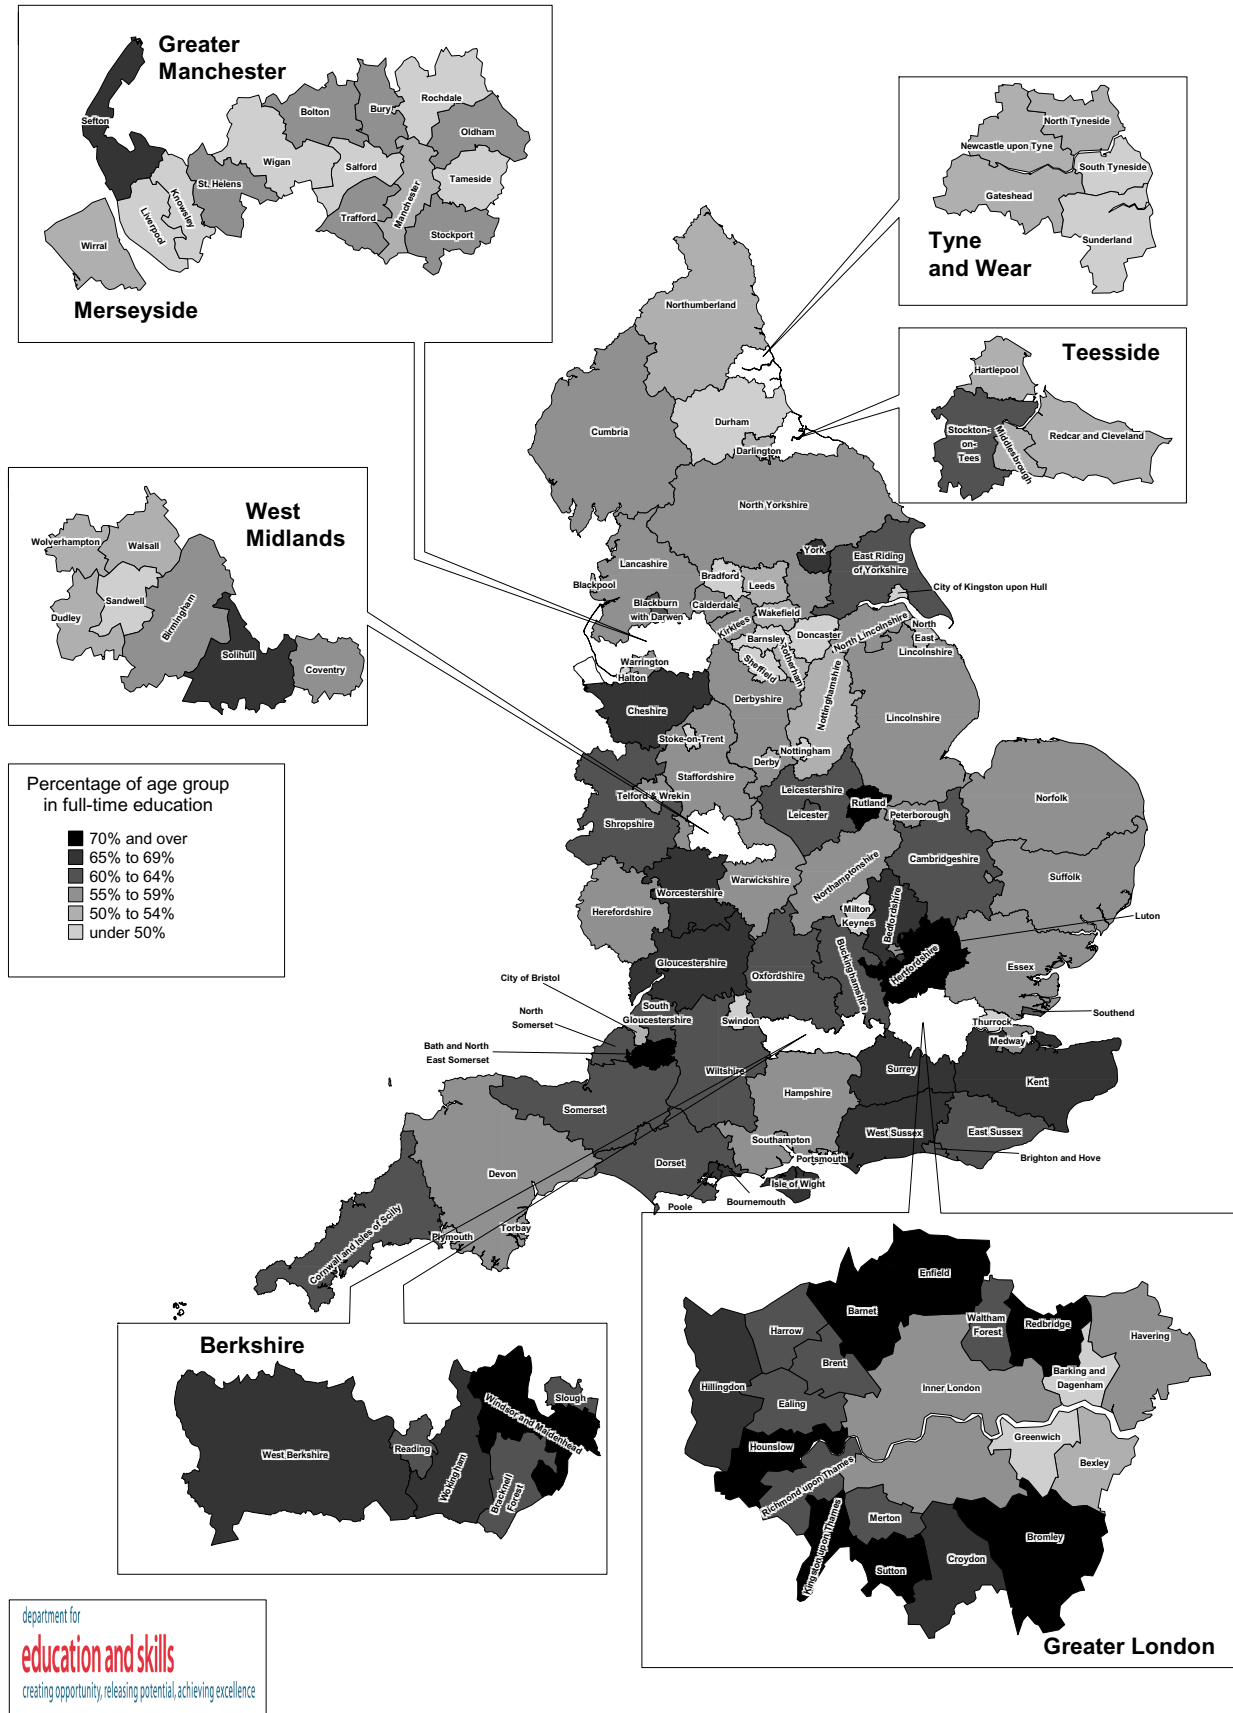 Greater
Manchester
Sefton
Bolton
Bury
Rochdale
Oldham
Wigan
Salford
Tameside
St. Helens
Knowsley
Liverpool
Trafford
Manchester
Stockport
Wirral
Merseyside
North Tyneside
Newcastle upon Tyne
South Tyneside
Gateshead
Sunderland
Tyne
and Wear
Teesside
Hartlepool
Stockton-
on-
Tees
Middlesbrough
Redcar and Cleveland
West
Midlands
Wolverhampton
Walsall
Sandwell
Dudley
Birmingham
Solihull
Coventry
Percentage of age group
in full-time education
70% and over
65% to 69%
60% to 64%
55% to 59%
50% to 54%
under 50%
Northumberland
Cumbria
Durham
Darlington
North Yorkshire
York
East Riding
of Yorkshire
City of Kingston upon Hull
Lancashire
Blackpool
Blackburn
with Darwen
Bradford
Leeds
Calderdale
Wakefield
Kirklees
Barnsley
Doncaster
Rotherham
Sheffield
North Lincolnshire
North
East
Lincolnshire
Warrington
Halton
Cheshire
Derbyshire
Nottinghamshire
Lincolnshire
Stoke-on-Trent
Nottingham
Derby
Staffordshire
Telford & Wrekin
Shropshire
Leicestershire
Leicester
Rutland
Peterborough
Norfolk
Cambridgeshire
Suffolk
Northamptonshire
Warwickshire
Worcestershire
Herefordshire
Milton
Keynes
Bedfordshire
Luton
Hertfordshire
Essex
Buckinghamshire
Oxfordshire
Gloucestershire
City of Bristol
South
Gloucestershire
North
Somerset
Bath and North
East Somerset
Swindon
Wiltshire
Thurrock
Southend
Medway
Kent
Surrey
Hampshire
Somerset
Southampton
Portsmouth
West Sussex
East Sussex
Brighton and Hove
Isle of Wight
Bournemouth
Poole
Dorset
Devon
Torbay
Plymouth
Cornwall and Isles of Scilly
Berkshire
West Berkshire
Reading
Wokingham
Bracknell
Forest
Windsor and Maidenhead
Slough
Enfield
Barnet
Harrow
Brent
Waltham
Forest
Redbridge
Havering
Barking and
Dagenham
Hillingdon
Ealing
Inner London
Hounslow
Greenwich
Bexley
Richmond upon Thames
Kingston upon Thames
Merton
Sutton
Croydon
Bromley
Greater London
department for
education and skills
creating opportunity, releasing potential, achieving excellence